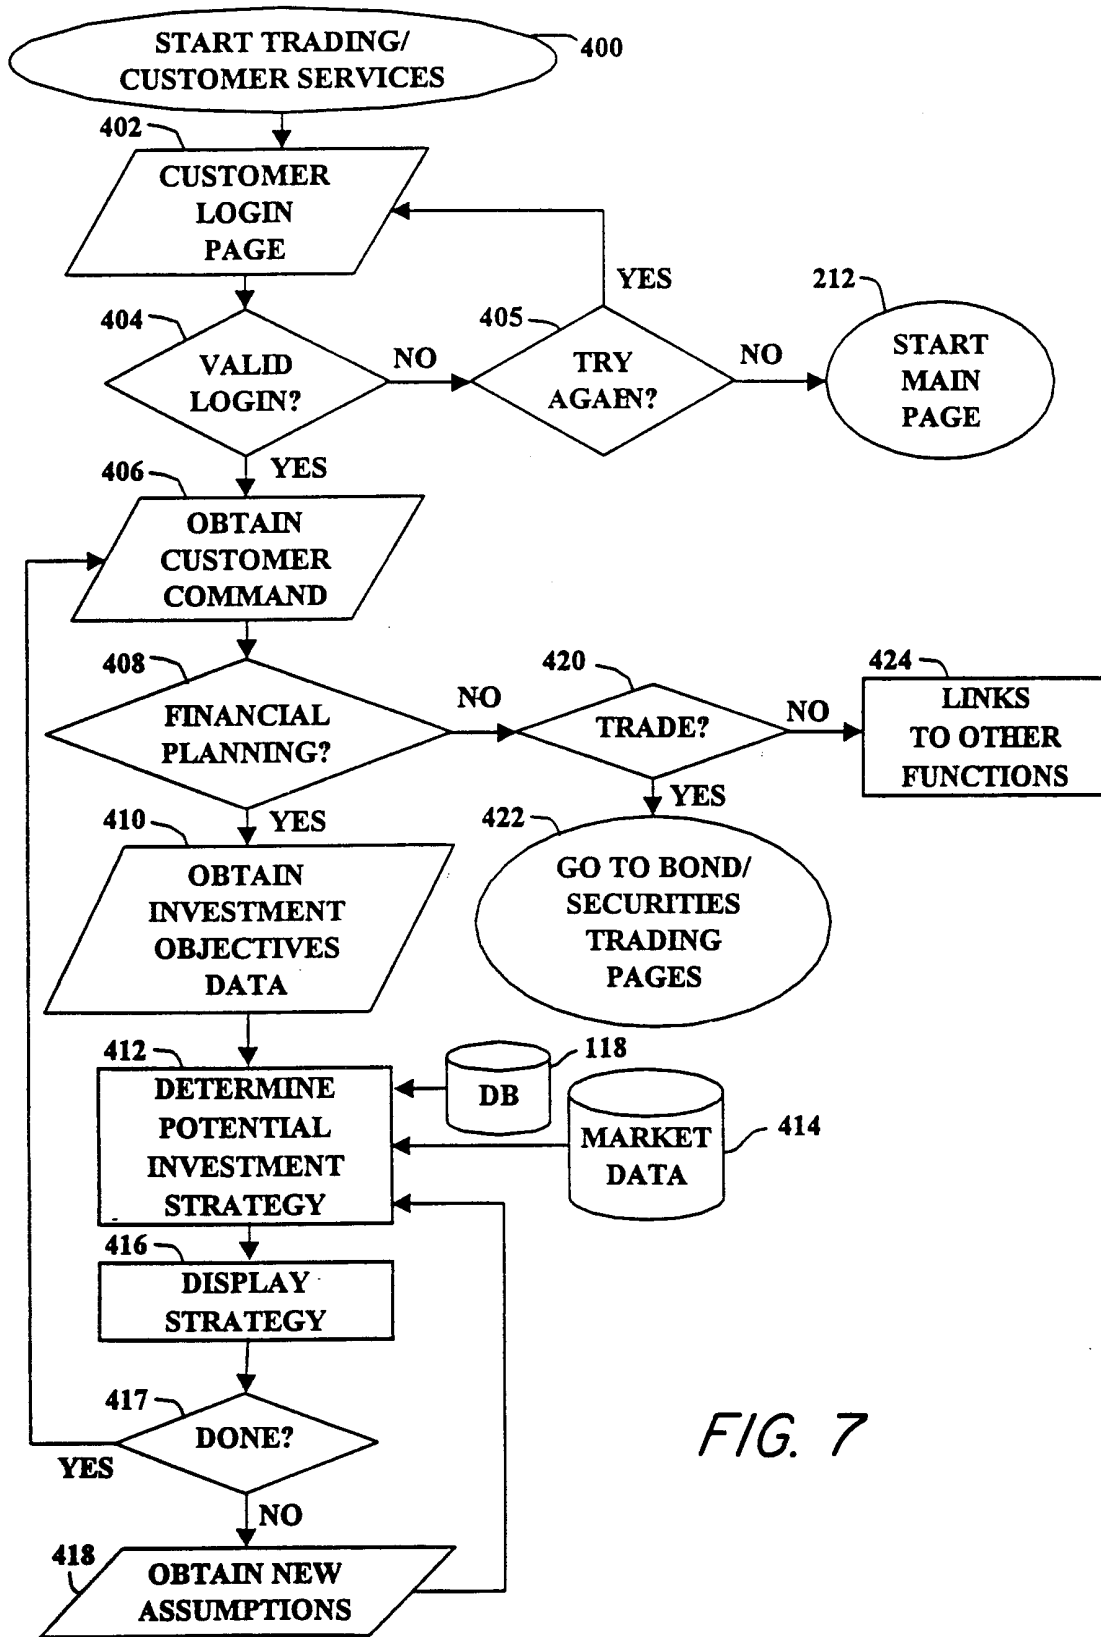 START TRADING/
CUSTOMER SERVICES
400
402
CUSTOMER
LOGIN
PAGE
YES
404
VALID
LOGIN?
NO
405
TRY
AGAIN?
NO
212
START
MAIN
PAGE
YES
406
OBTAIN
CUSTOMER
COMMAND
408
FINANCIAL
PLANNING?
NO
420
TRADE?
NO
424
LINKS
TO OTHER
FUNCTIONS
YES
YES
422
GO TO BOND/
SECURITIES
TRADING
PAGES
410
OBTAIN
INVESTMENT
OBJECTIVES
DATA
412
DETERMINE
POTENTIAL
INVESTMENT
STRATEGY
DB
118
MARKET
DATA
414
416
DISPLAY
STRATEGY
417
DONE?
YES
NO
418
OBTAIN NEW
ASSUMPTIONS
FIG. 7